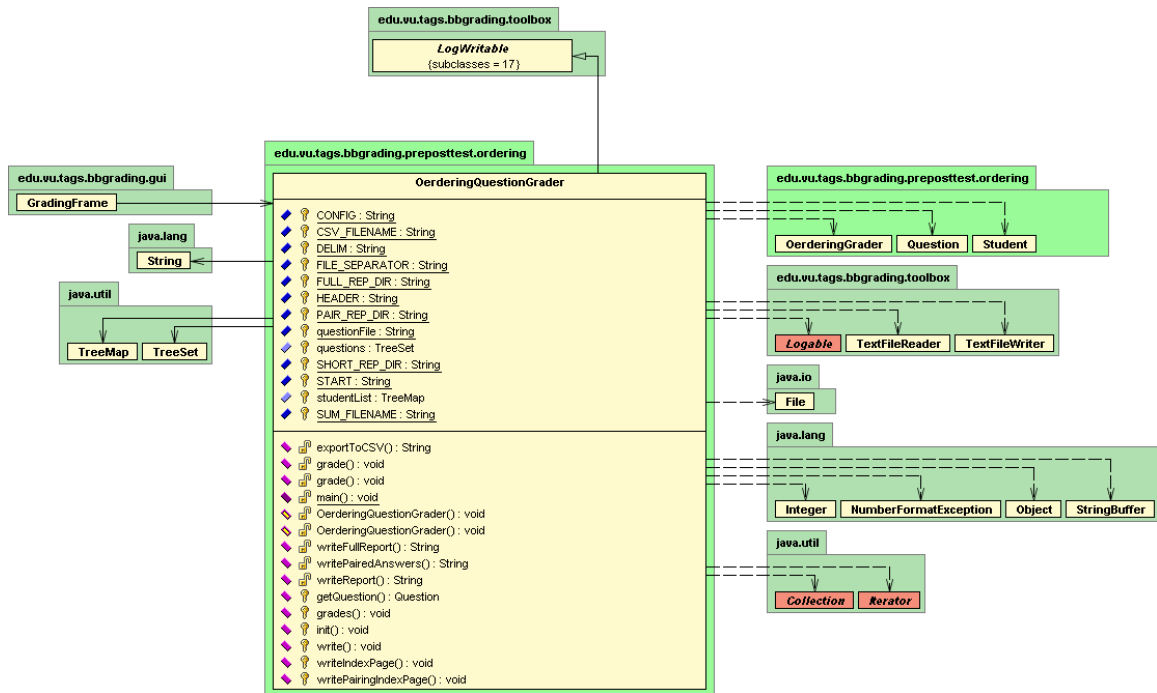 edu.vu.tags.bbgrading.toolbox
LogWritable
{subclasses = 17}
edu.vu.tags.bbgrading.preposttest.ordering
OerderingQuestionGrader
CONFIG : String
CSV_FILENAME : String
DELIM : String
FILE_SEPARATOR : String
FULL_REP_DIR : String
HEADER : String
PAIR_REP_DIR : String
questionFile : String
questions : TreeSet
SHORT_REP_DIR : String
START : String
studentList : TreeMap
SUM_FILENAME : String
exportToCSV() : String
grade() : void
grade() : void
main() : void
OerderingQuestionGrader() : void
OerderingQuestionGrader() : void
writeFullReport() : String
writePairedAnswers() : String
writeReport() : String
getQuestion() : Question
grades() : void
init() : void
write() : void
writeIndexPage() : void
writePairingIndexPage() : void
edu.vu.tags.bbgrading.gui
GradingFrame
java.lang
String
java.util
TreeMap TreeSet
edu.vu.tags.bbgrading.preposttest.ordering
OerderingGrader Question Student
edu.vu.tags.bbgrading.toolbox
Logable TextFileReader TextFileWriter
java.io
File
java.lang
Integer NumberFormatException Object StringBuffer
java.util
Collection Iterator